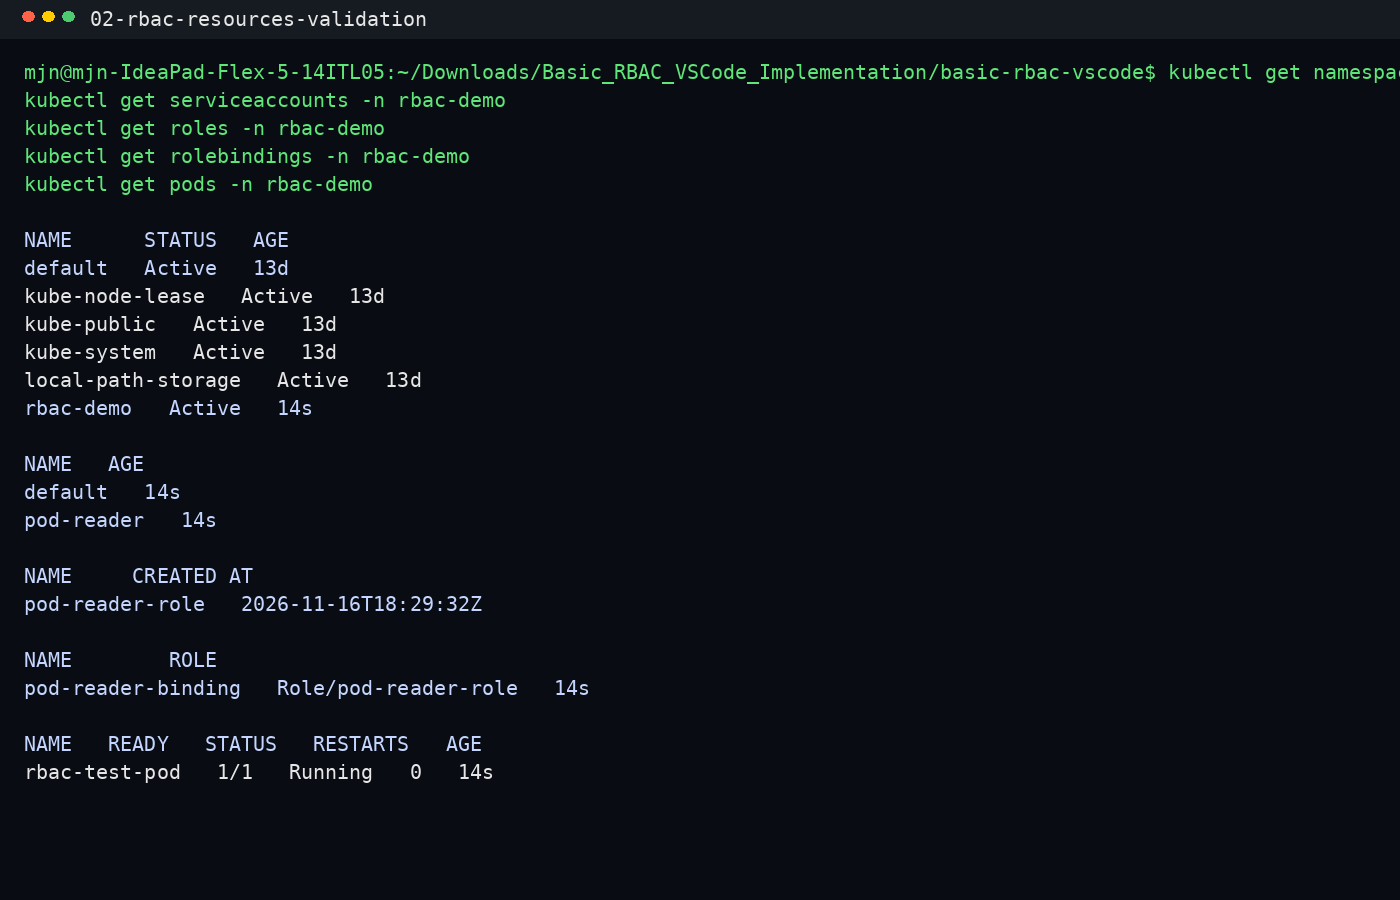 02-rbac-resources-validation
mjn@mjn-IdeaPad-Flex-5-14ITL05:~/Downloads/Basic_RBAC_VSCode_Implementation/basic-rbac-vscode$ kubectl get namespac
kubectl get serviceaccounts -n rbac-demo
kubectl get roles -n rbac-demo
kubectl get rolebindings -n rbac-demo
kubectl get pods -n rbac-demo
NAME      STATUS   AGE
default   Active   13d
kube-node-lease   Active   13d
kube-public   Active   13d
kube-system   Active   13d
local-path-storage   Active   13d
rbac-demo   Active   14s
NAME   AGE
default   14s
pod-reader   14s
NAME     CREATED AT
pod-reader-role   2026-11-16T18:29:32Z
NAME        ROLE
pod-reader-binding   Role/pod-reader-role   14s
NAME   READY   STATUS   RESTARTS   AGE
rbac-test-pod   1/1   Running   0   14s